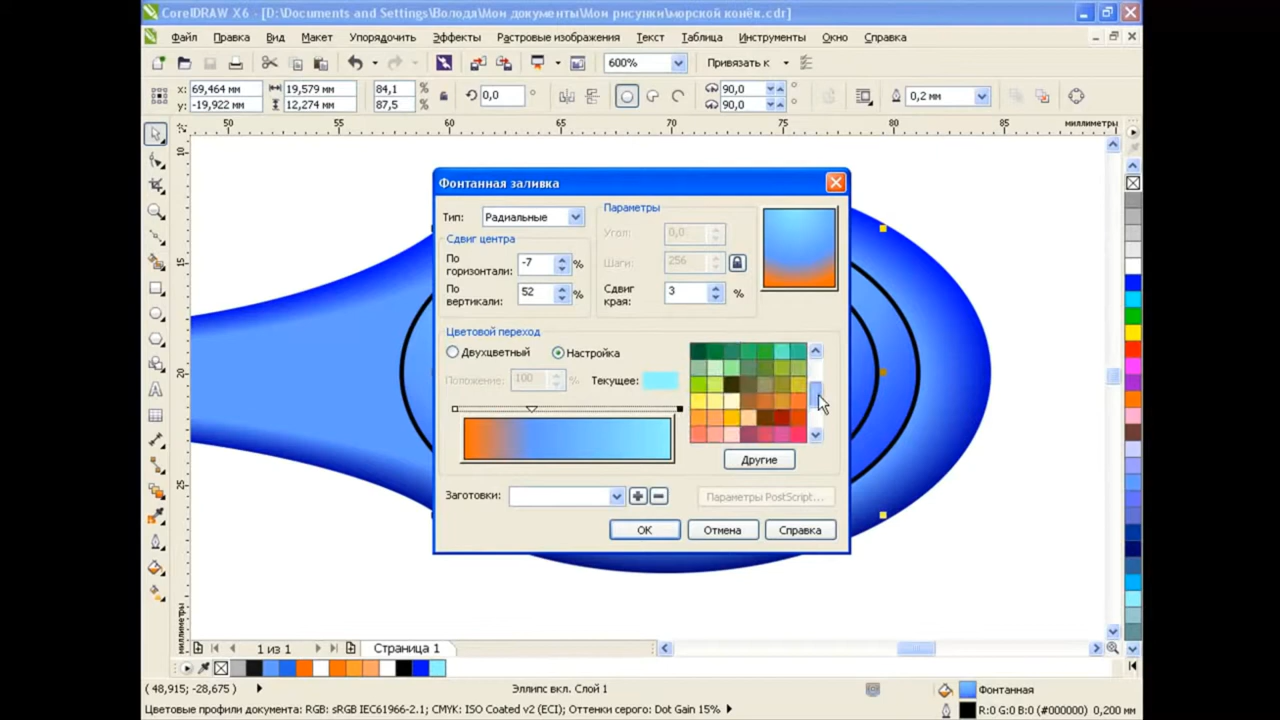 CorelDRAW X6 - [D:\Documents and Settings\Володя\Мои документы\Мои рисунки\морской конёк.cdr]
Файл Правка Вид Макет Упорядочить Эффекты Растровые изображения Текст Таблица Инструменты Окно Справка
600% Привязать к
x: 69,464 мм 19,579 мм 84,1 % 0,0 ° 90,0 ° 0,2 мм
y: -19,922 мм 12,274 мм 87,5 % 90,0 °
50 55 60 65 70 75 80 85 миллиметры
10
15
20
25
миллиметры
Фонтанная заливка
Тип: Радиальные
Параметры
Угол: 0,0
Шаги: 256
Сдвиг края: 3 %
Сдвиг центра
По горизонтали: -7 %
По вертикали: 52 %
Цветовой переход
Двухцветный Настройка
Положение: 100 % Текущее:
Другие
Заготовки: Параметры PostScript...
OK Отмена Справка
1 из 1 Страница 1
( 48,915; -28,675 ) Эллипс вкл. Слой 1 Фонтанная
Цветовые профили документа: RGB: sRGB IEC61966-2.1; CMYK: ISO Coated v2 (ECI); Оттенки серого: Dot Gain 15% R:0 G:0 B:0 (#000000) 0,200 мм